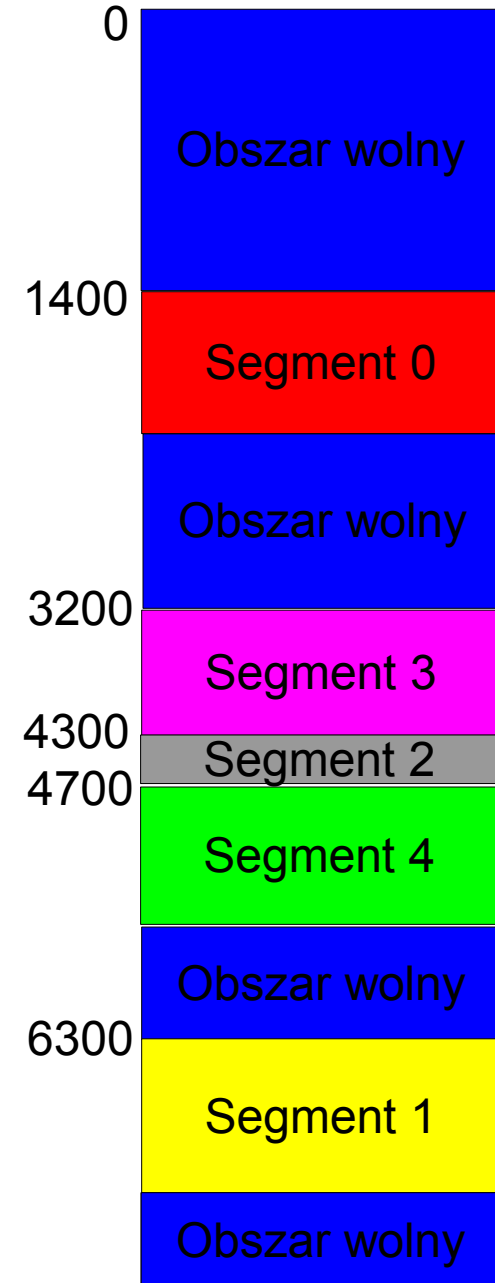 0
Obszar wolny
1400
Segment 0
Obszar wolny
3200
Segment 3
4300
Segment 2
4700
Segment 4
Obszar wolny
6300
Segment 1
Obszar wolny